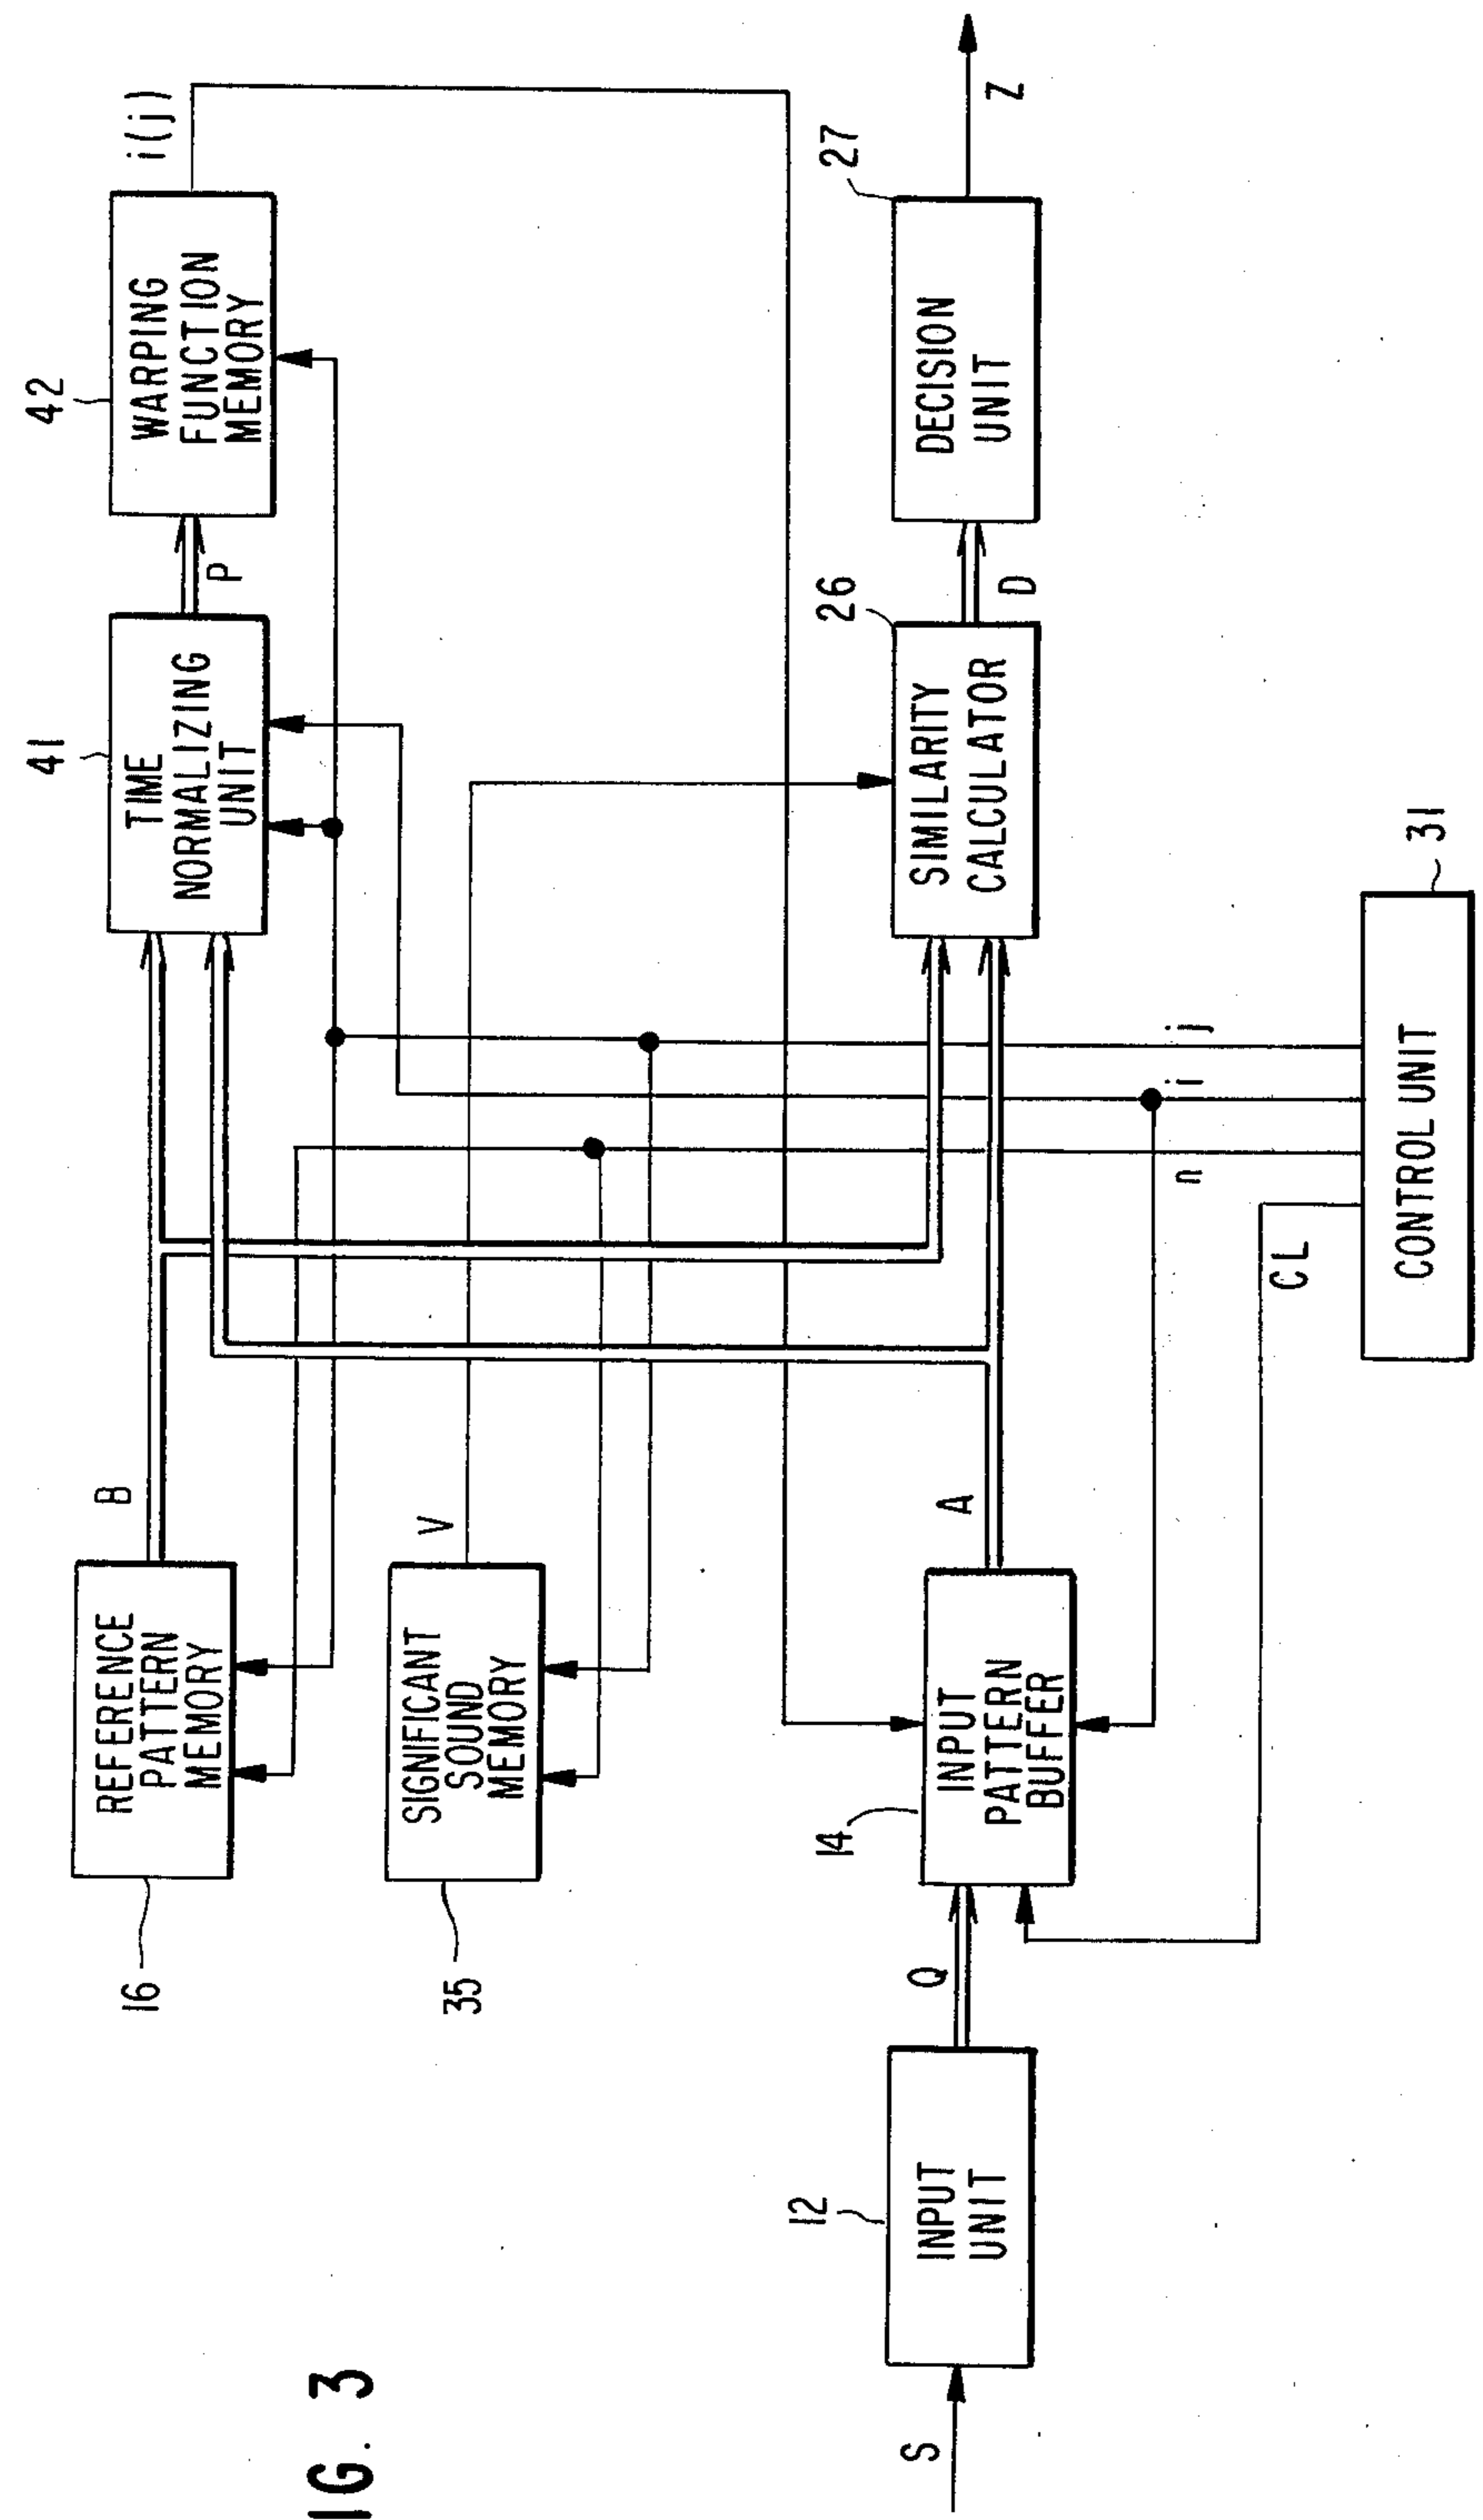 IG. 3
16
REFERENCE
PATTERN
MEMORY
B
41
TIME
NORMALIZING
UNIT
P
42
WARPING
FUNCTION
MEMORY
i(j)
35
SIGNIFICANT
SOUND
MEMORY
V
S
12
INPUT
UNIT
Q
14
INPUT
PATTERN
BUFFER
A
26
SIMILARITY
CALCULATOR
D
27
DECISION
UNIT
Z
CL
n
i
j
CONTROL UNIT
31